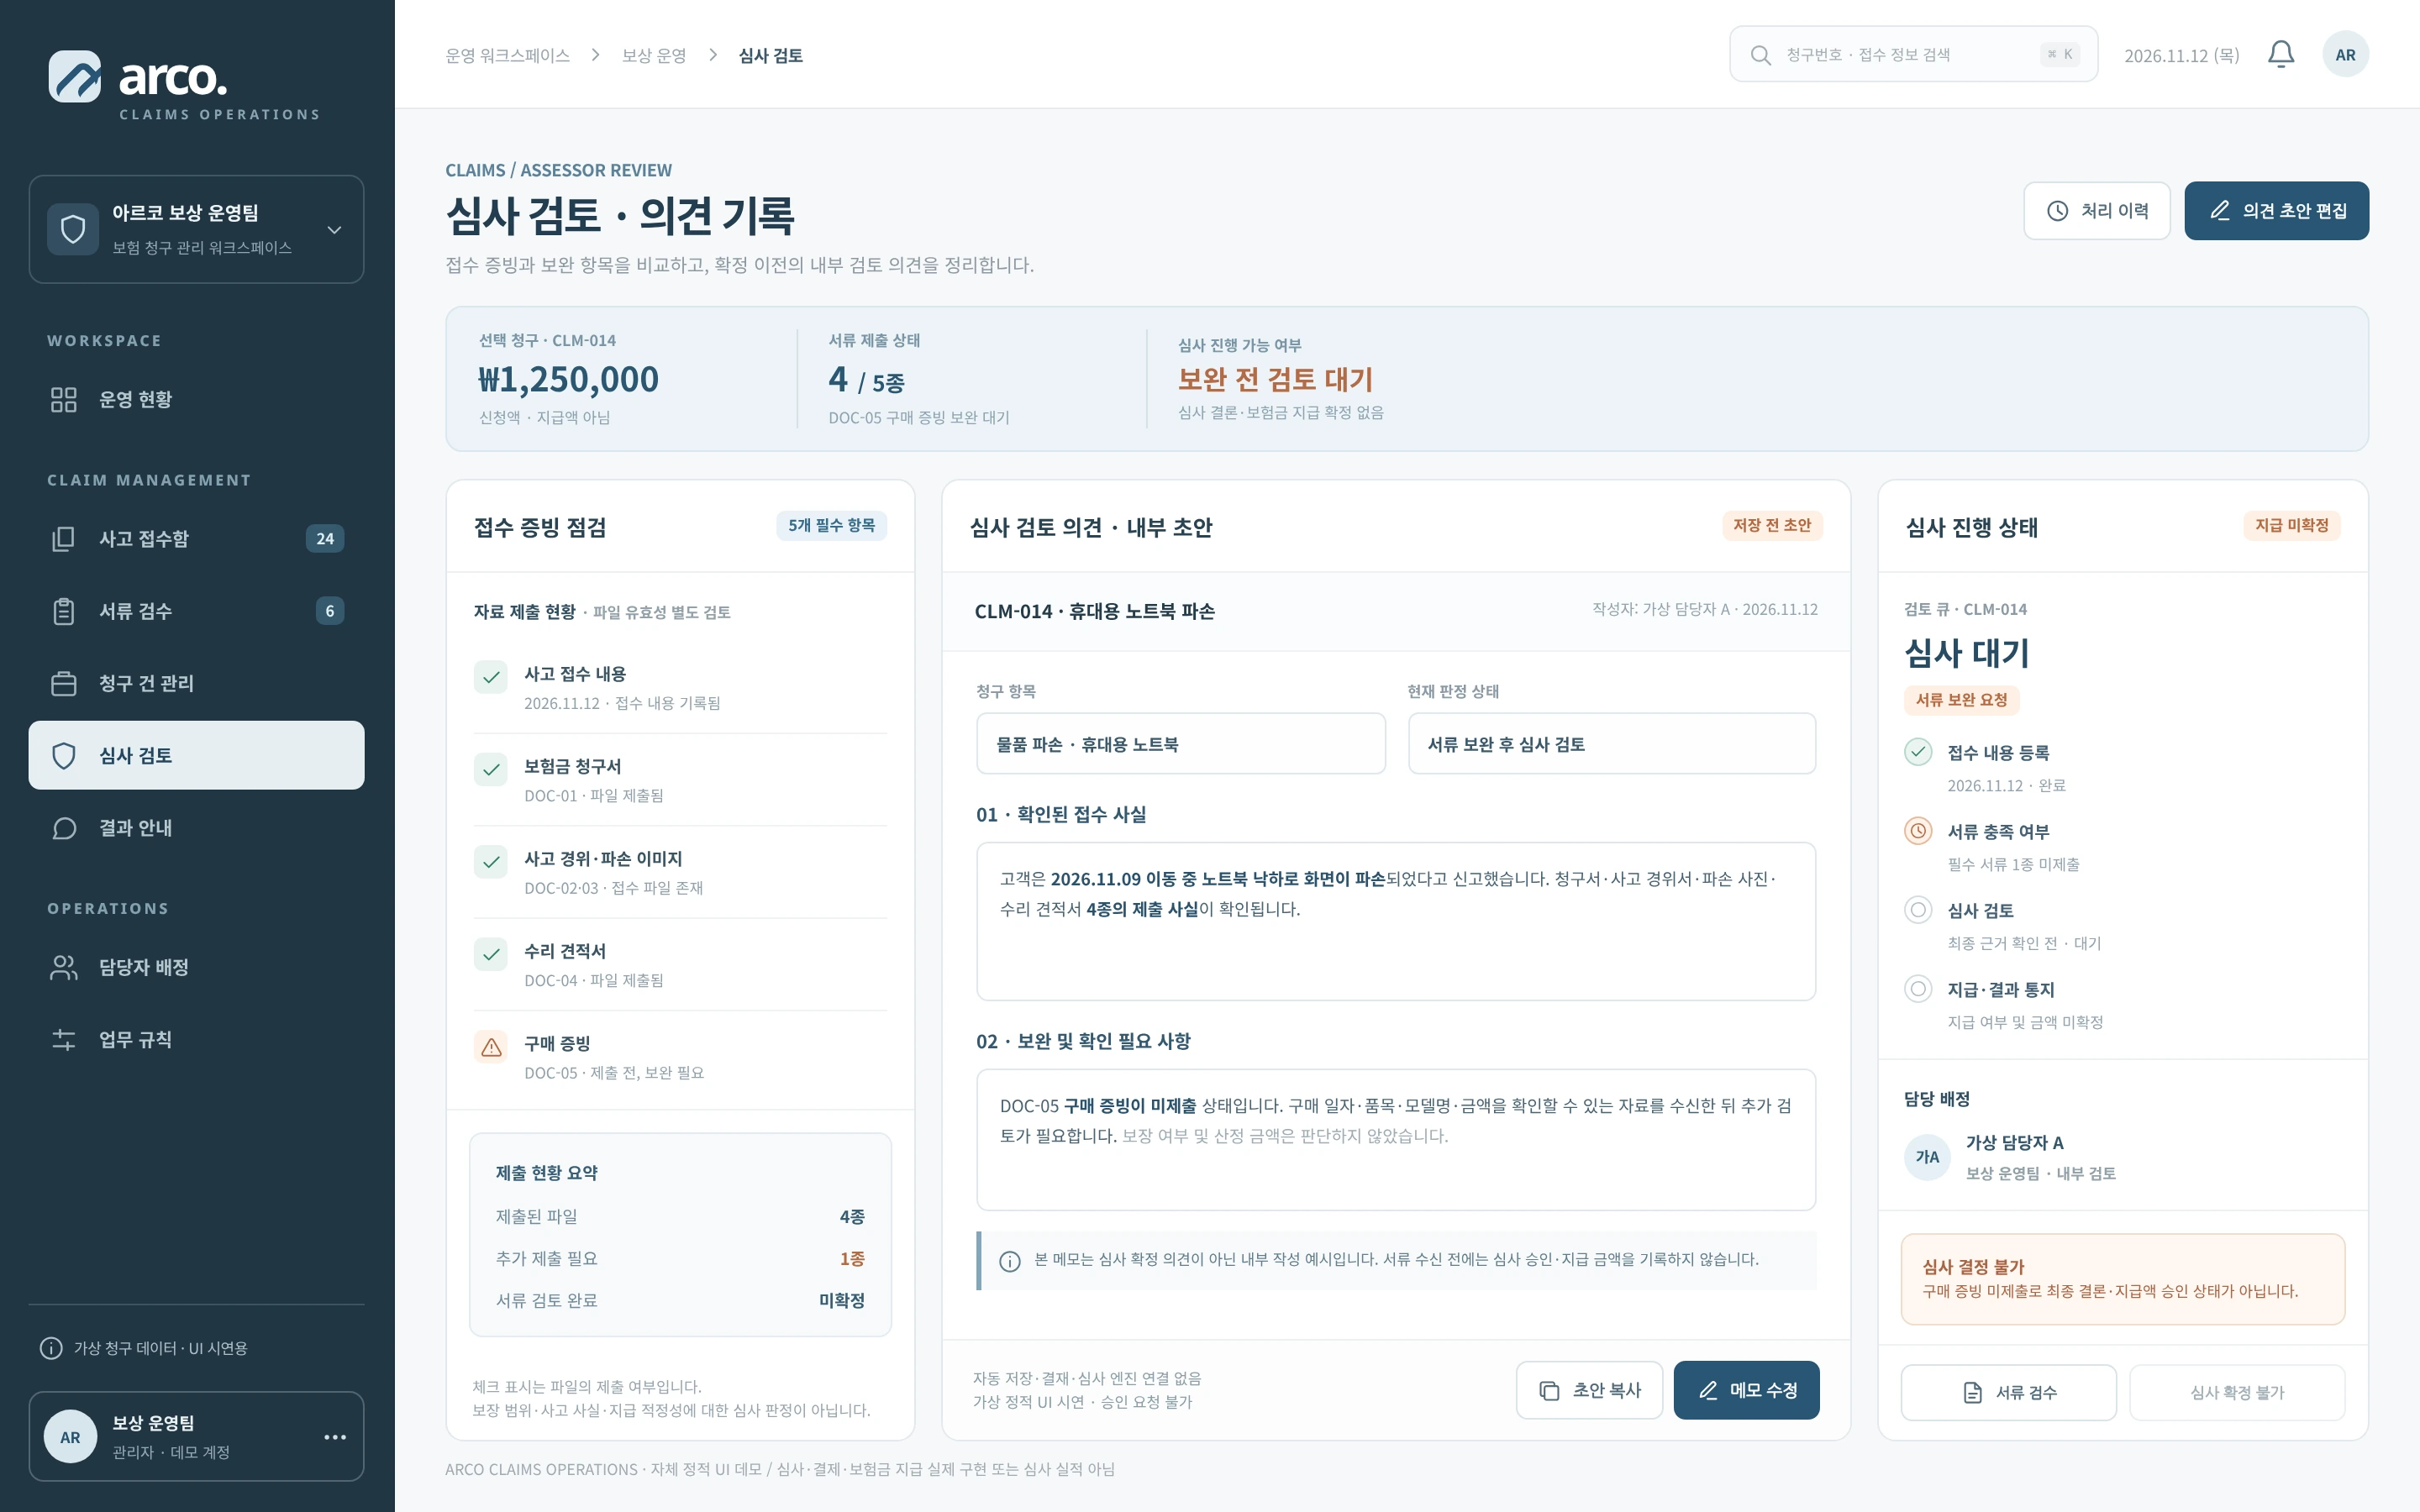 arco.
CLAIMS OPERATIONS
아르코 보상 운영팀
보험 청구 관리 워크스페이스
WORKSPACE
운영 현황
CLAIM MANAGEMENT
사고 접수함 24
서류 검수 6
청구 건 관리
심사 검토
결과 안내
OPERATIONS
담당자 배정
업무 규칙
가상 청구 데이터 · UI 시연용
AR
보상 운영팀
관리자 · 데모 계정
운영 워크스페이스 > 보상 운영 > 심사 검토
청구번호 · 접수 정보 검색 ⌘ K
2026.11.12 (목)
AR
CLAIMS / ASSESSOR REVIEW
심사 검토 · 의견 기록
접수 증빙과 보완 항목을 비교하고, 확정 이전의 내부 검토 의견을 정리합니다.
처리 이력
의견 초안 편집
선택 청구 · CLM-014
₩1,250,000
신청액 · 지급액 아님
서류 제출 상태
4 / 5종
DOC-05 구매 증빙 보완 대기
심사 진행 가능 여부
보완 전 검토 대기
심사 결론·보험금 지급 확정 없음
접수 증빙 점검
5개 필수 항목
자료 제출 현황 · 파일 유효성 별도 검토
사고 접수 내용
2026.11.12 · 접수 내용 기록됨
보험금 청구서
DOC-01 · 파일 제출됨
사고 경위·파손 이미지
DOC-02·03 · 접수 파일 존재
수리 견적서
DOC-04 · 파일 제출됨
구매 증빙
DOC-05 · 제출 전, 보완 필요
제출 현황 요약
제출된 파일 4종
추가 제출 필요 1종
서류 검토 완료 미확정
체크 표시는 파일의 제출 여부입니다.
보장 범위·사고 사실·지급 적정성에 대한 심사 판정이 아닙니다.
심사 검토 의견 · 내부 초안
저장 전 초안
CLM-014 · 휴대용 노트북 파손
작성자: 가상 담당자 A · 2026.11.12
청구 항목
물품 파손 · 휴대용 노트북
현재 판정 상태
서류 보완 후 심사 검토
01 · 확인된 접수 사실
고객은 2026.11.09 이동 중 노트북 낙하로 화면이 파손되었다고 신고했습니다. 청구서·사고 경위서·파손 사진·
수리 견적서 4종의 제출 사실이 확인됩니다.
02 · 보완 및 확인 필요 사항
DOC-05 구매 증빙이 미제출 상태입니다. 구매 일자·품목·모델명·금액을 확인할 수 있는 자료를 수신한 뒤 추가 검
토가 필요합니다. 보장 여부 및 산정 금액은 판단하지 않았습니다.
본 메모는 심사 확정 의견이 아닌 내부 작성 예시입니다. 서류 수신 전에는 심사 승인·지급 금액을 기록하지 않습니다.
자동 저장·결재·심사 엔진 연결 없음
가상 정적 UI 시연 · 승인 요청 불가
초안 복사
메모 수정
심사 진행 상태
지급 미확정
검토 큐 · CLM-014
심사 대기
서류 보완 요청
접수 내용 등록
2026.11.12 · 완료
서류 충족 여부
필수 서류 1종 미제출
심사 검토
최종 근거 확인 전 · 대기
지급·결과 통지
지급 여부 및 금액 미확정
담당 배정
가A
가상 담당자 A
보상 운영팀 · 내부 검토
심사 결정 불가
구매 증빙 미제출로 최종 결론·지급액 승인 상태가 아닙니다.
서류 검수
심사 확정 불가
ARCO CLAIMS OPERATIONS · 자체 정적 UI 데모 / 심사·결제·보험금 지급 실제 구현 또는 심사 실적 아님